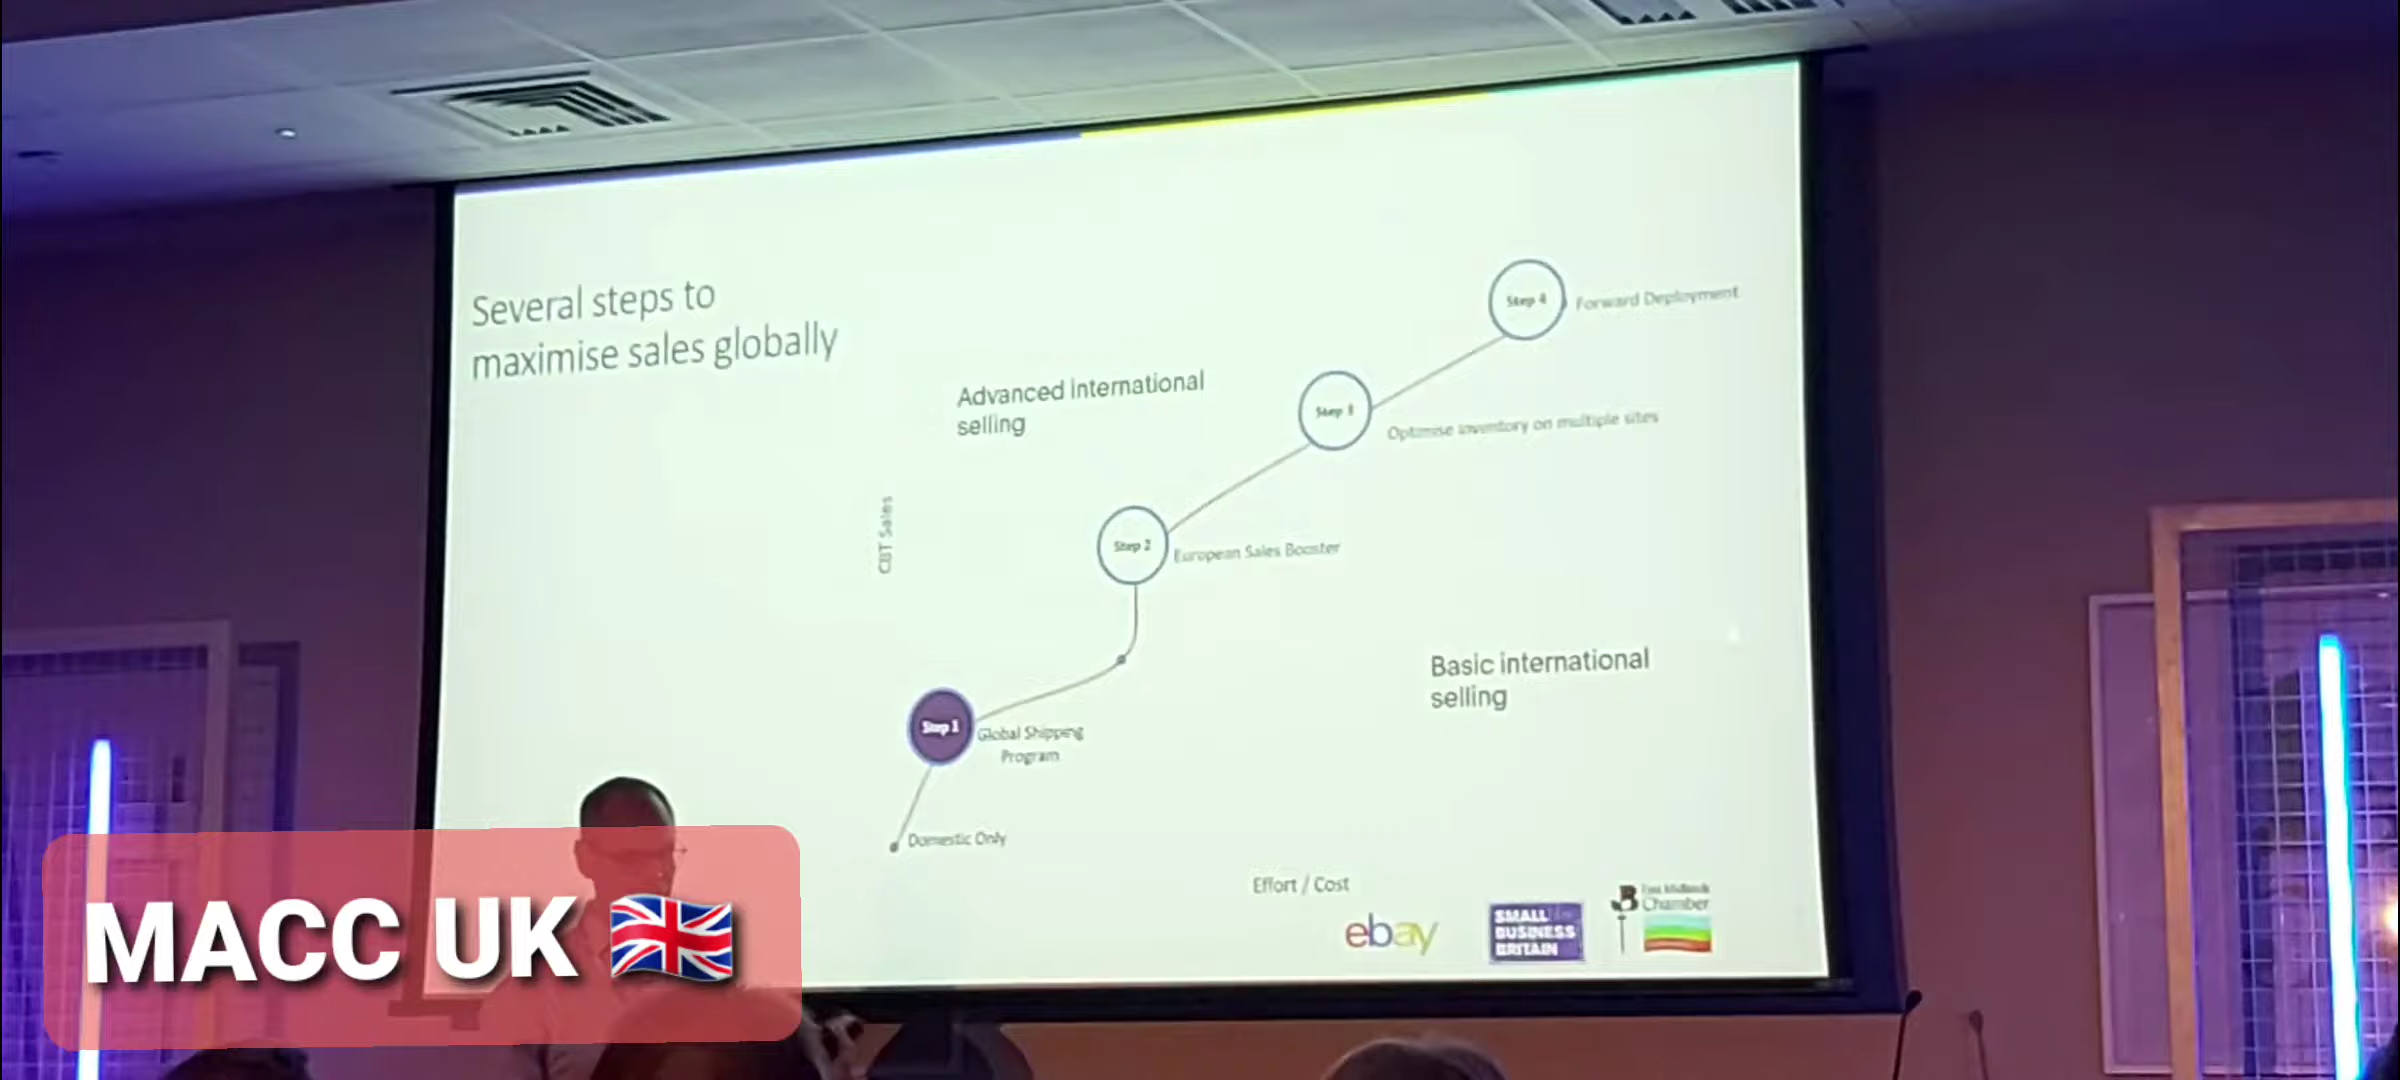 Several steps to
maximise sales globally
Step 4
Forward Deployment
Advanced international
selling
Step 3
Optimise inventory on multiple sites
CBT Sales
Step 2
European Sales Booster
Basic international
selling
Step 1
Global Shipping
Program
Domestic Only
Effort / Cost
ebay
SMALL
BUSINESS
BRITAIN
East Midlands
Chamber
MACC UK 🇬🇧